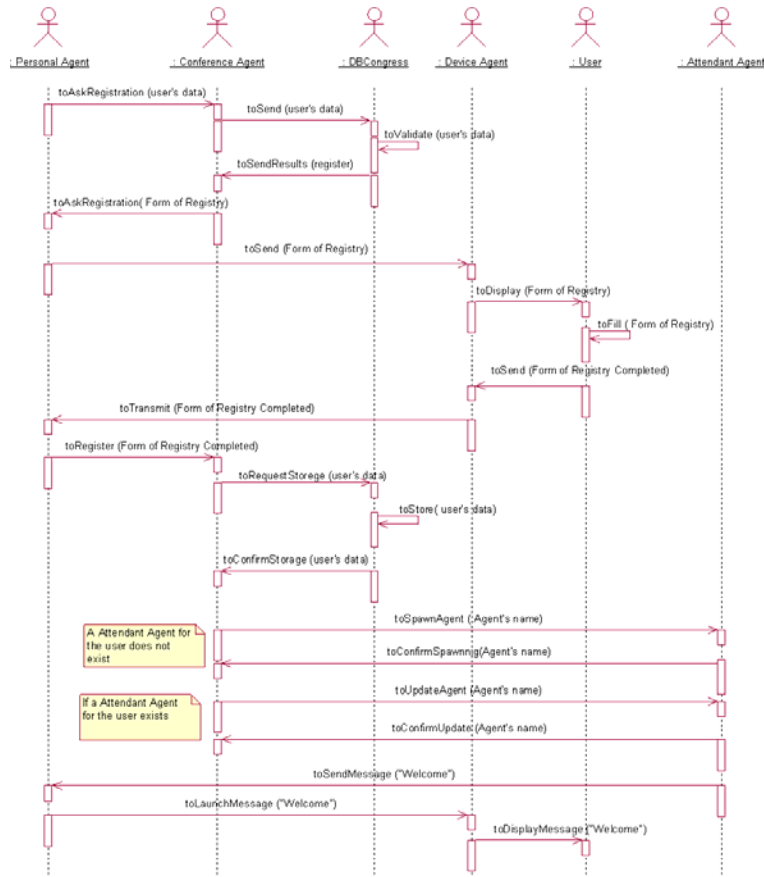 : Personal Agent
: Conference Agent
: DBCongress
: Device Agent
: User
: Attendant Agent
toAskRegistration (user's data)
toSend (user's data)
toValidate (user's data)
toSendResults (register)
toAskRegistration( Form of Registry)
toSend (Form of Registry)
toDisplay (Form of Registry)
toFill ( Form of Registry)
toSend (Form of Registry Completed)
toTransmit (Form of Registry Completed)
toRegister (Form of Registry Completed)
toRequestStorege (user's data)
toStore( user's data)
toConfirmStorage (user's data)
toSpawnAgent (:Agent's name)
A Attendant Agent for
the user does not
exist
toConfirmSpawnnig(Agent's name)
toUpdateAgent (Agent's name)
If a Attendant Agent
for the user exists
toConfirmUpdate (Agent's name)
toSendMessage ("Welcome")
toLaunchMessage ("Welcome")
toDisplayMessage ("Welcome")